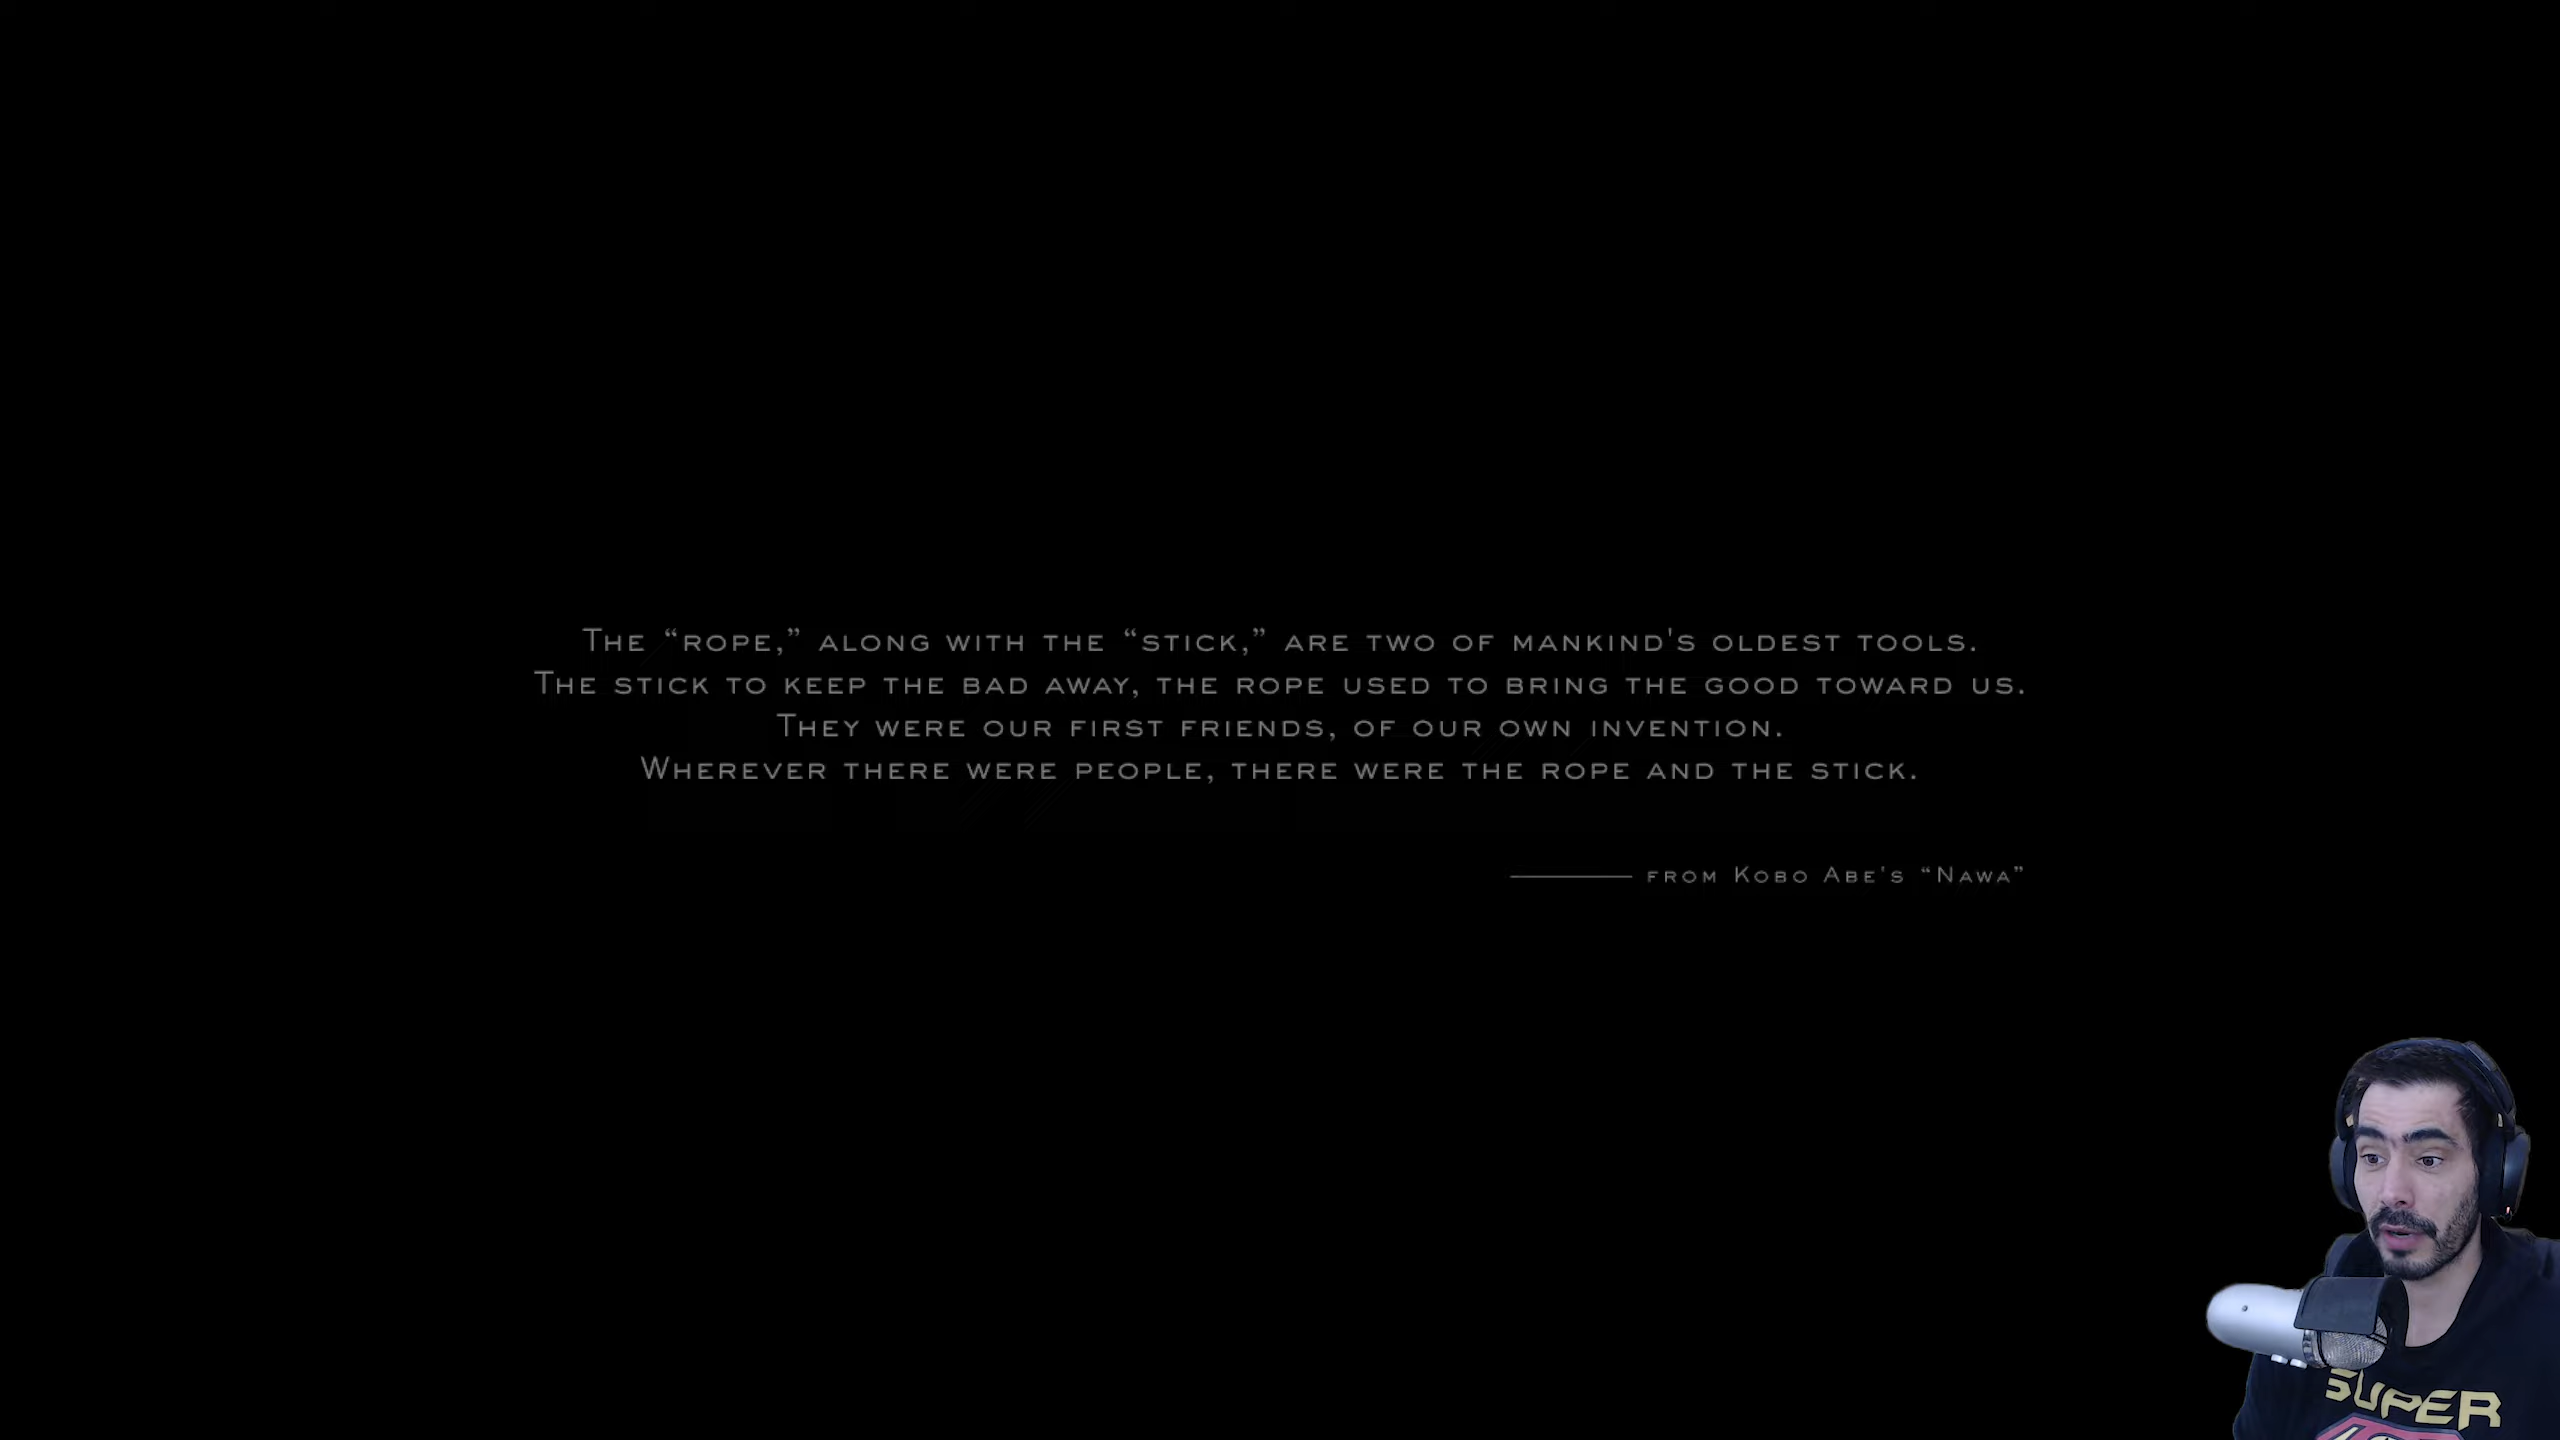 The “rope,” along with the “stick,” are two of mankind's oldest tools.
The stick to keep the bad away, the rope used to bring the good toward us.
They were our first friends, of our own invention.
Wherever there were people, there were the rope and the stick.
from Kobo Abe's “Nawa”
SUPER